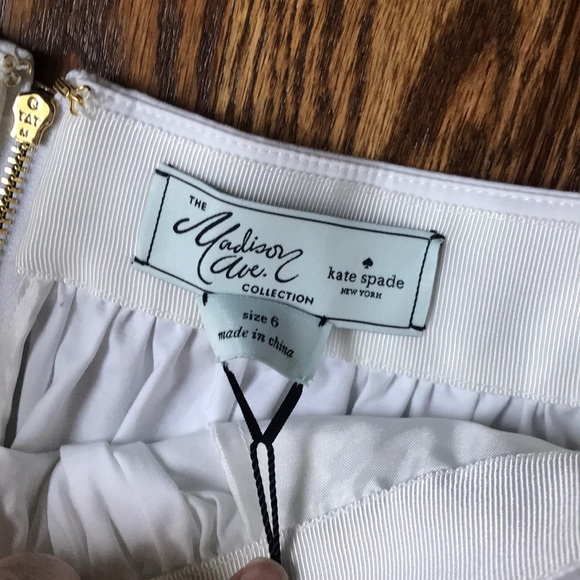 THE
Madison
Ave.
COLLECTION
kate spade
NEW YORK
size 6
made in china